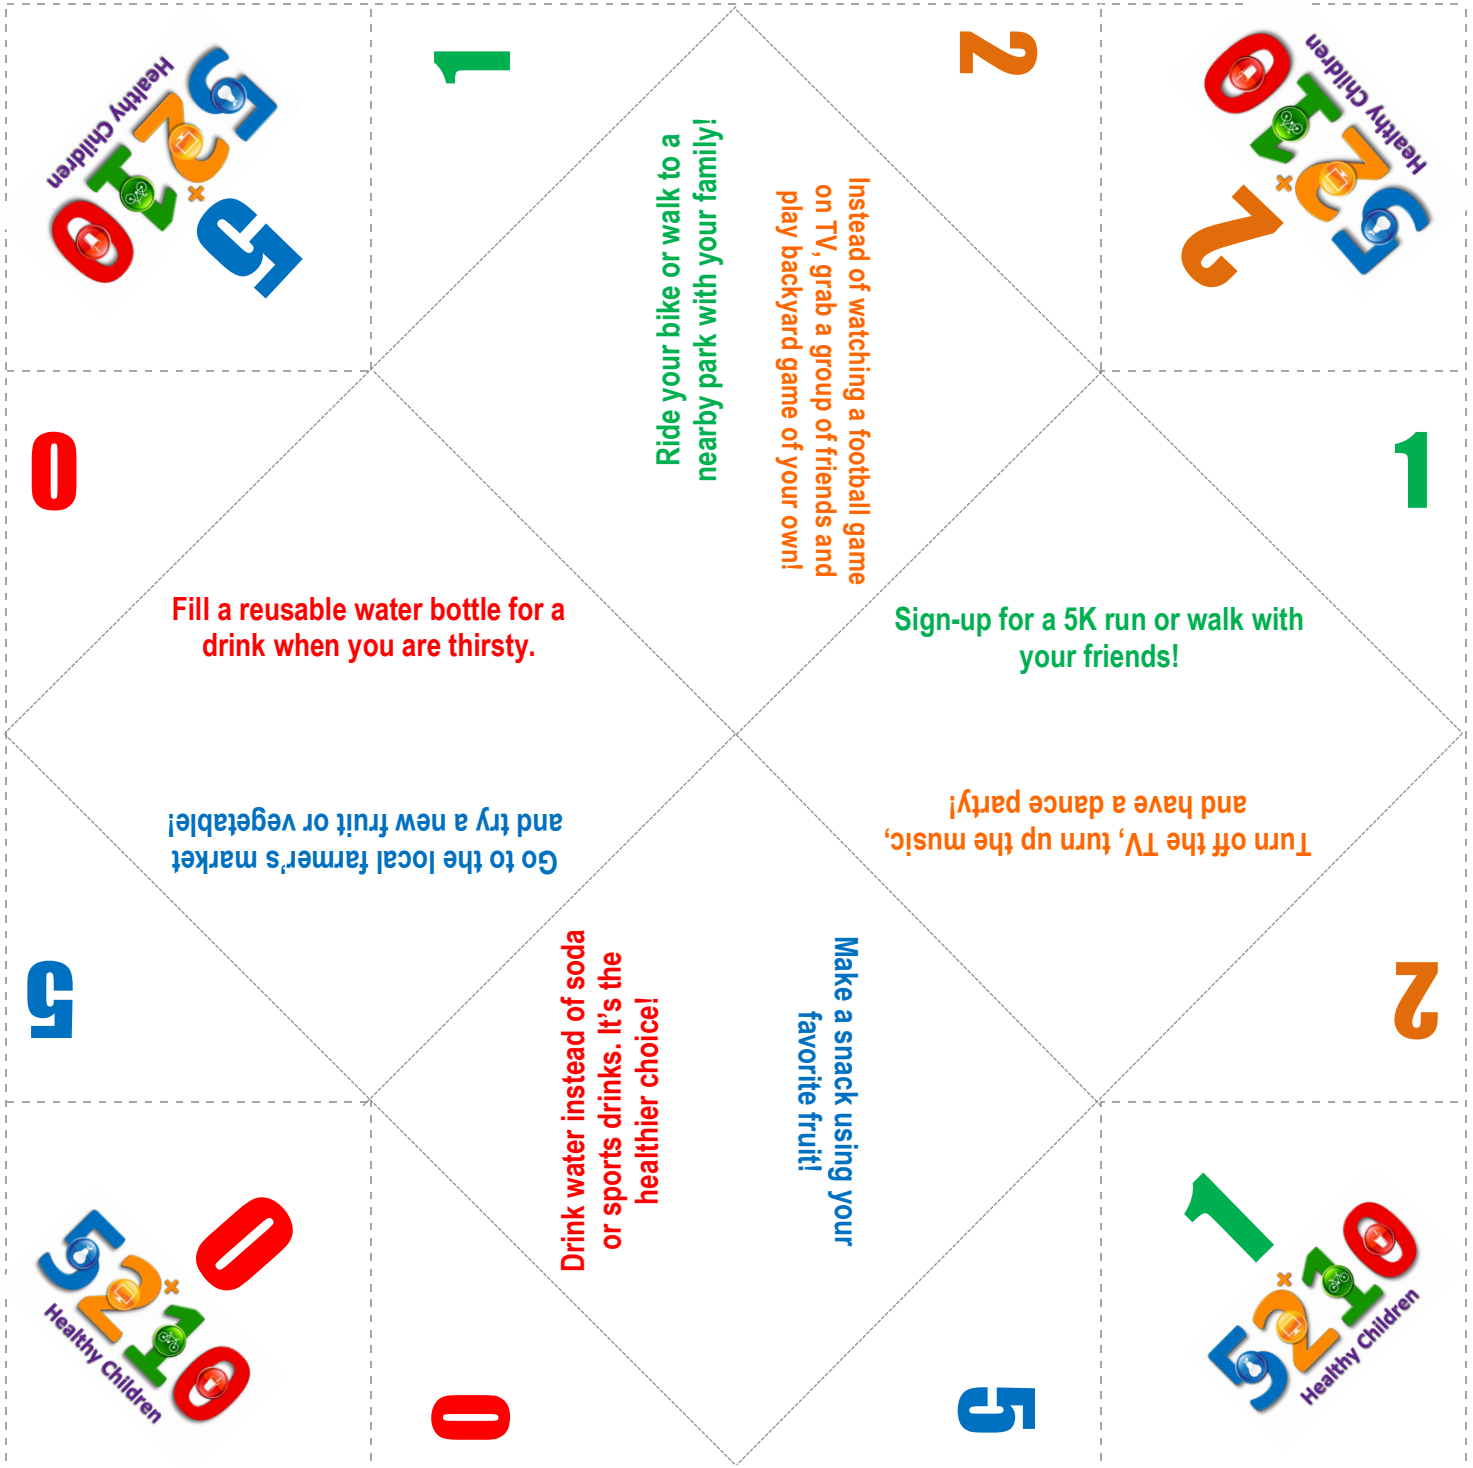 5210
Healthy Children
5
1
2
5210
Healthy Children
2
Ride your bike or walk to a
nearby park with your family!
Instead of watching a football game
on TV, grab a group of friends and
play backyard game of your own!
0
1
Fill a reusable water bottle for a
drink when you are thirsty.
Sign-up for a 5K run or walk with
your friends!
Go to the local farmer's market
and try a new fruit or vegetable!
Turn off the TV, turn up the music,
and have a dance party!
5
2
Drink water instead of soda
or sports drinks. It's the
healthier choice!
Make a snack using your
favorite fruit!
0
5210
Healthy Children
0
5
1
5210
Healthy Children